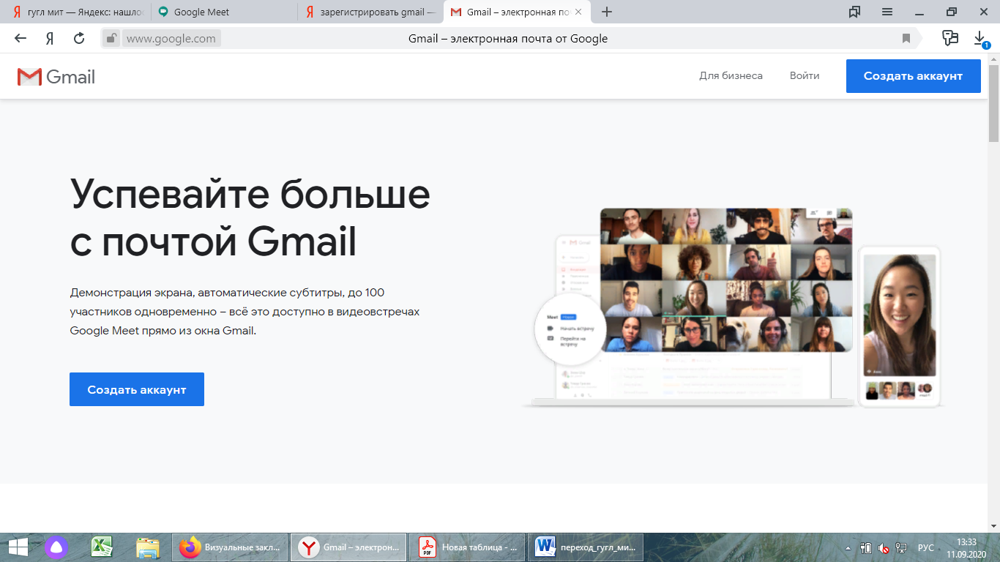 гугл мит — Яндекс: нашло
Google Meet
зарегистрировать gmail —
Gmail – электронная по
Я
www.google.com
Gmail – электронная почта от Google
1
Gmail
Для бизнеса
Войти
Создать аккаунт
Успевайте больше
с почтой Gmail
Демонстрация экрана, автоматические субтитры, до 100
участников одновременно – всё это доступно в видеовстречах
Google Meet прямо из окна Gmail.
Создать аккаунт
Gmail
Meet
Начать встречу
Перейти на
встречу
Визуальные закл...
Gmail – электрон...
Новая таблица - ...
переход_гугл_ми...
РУС
13:33
11.09.2020